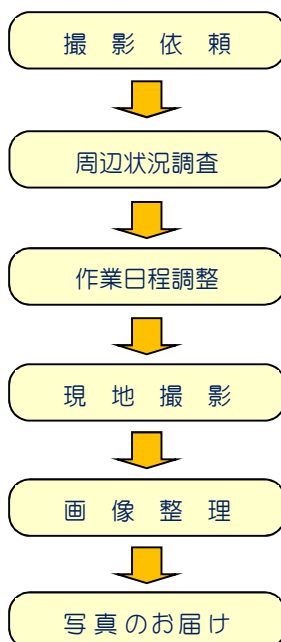 撮影依頼
周辺状況調査
作業日程調整
現地撮影
画像整理
写真のお届け